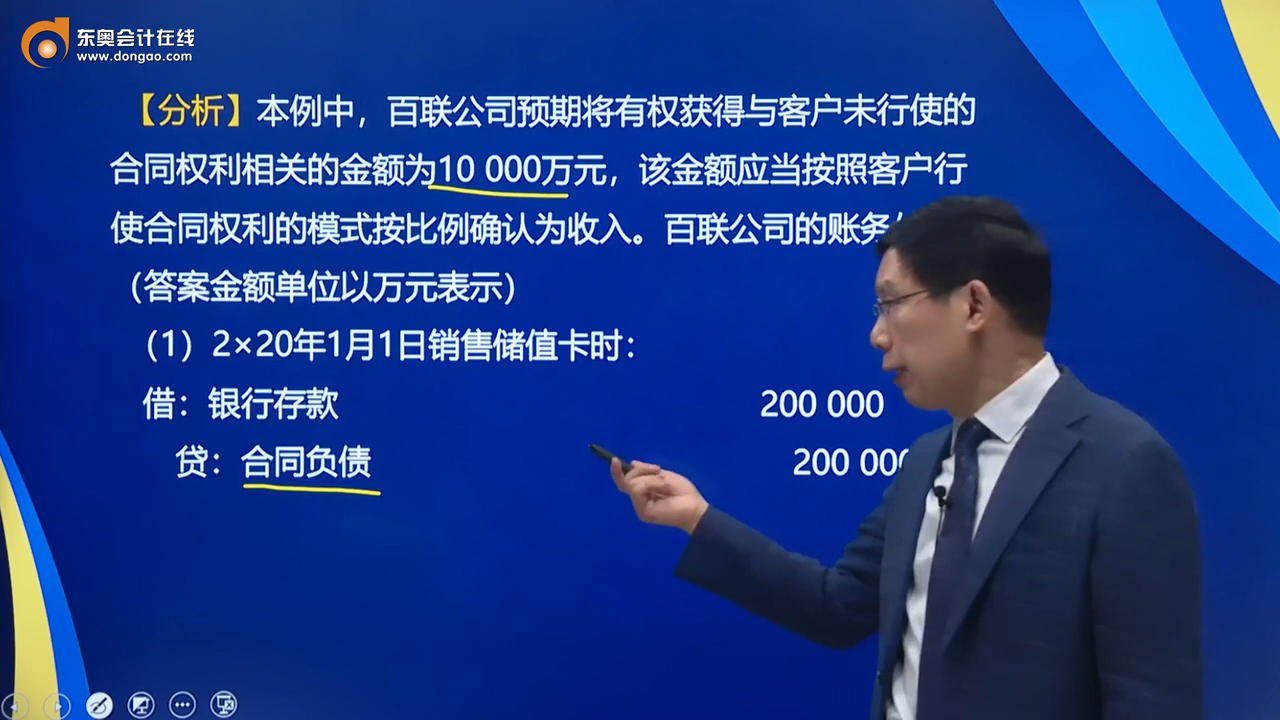 东奥会计在线
www.dongao.com
【分析】本例中，百联公司预期将有权获得与客户未行使的
合同权利相关的金额为10 000万元，该金额应当按照客户行
使合同权利的模式按比例确认为收入。百联公司的账务
（答案金额单位以万元表示）
（1）2×20年1月1日销售储值卡时：
借：银行存款 200 000
贷：合同负债 200 000